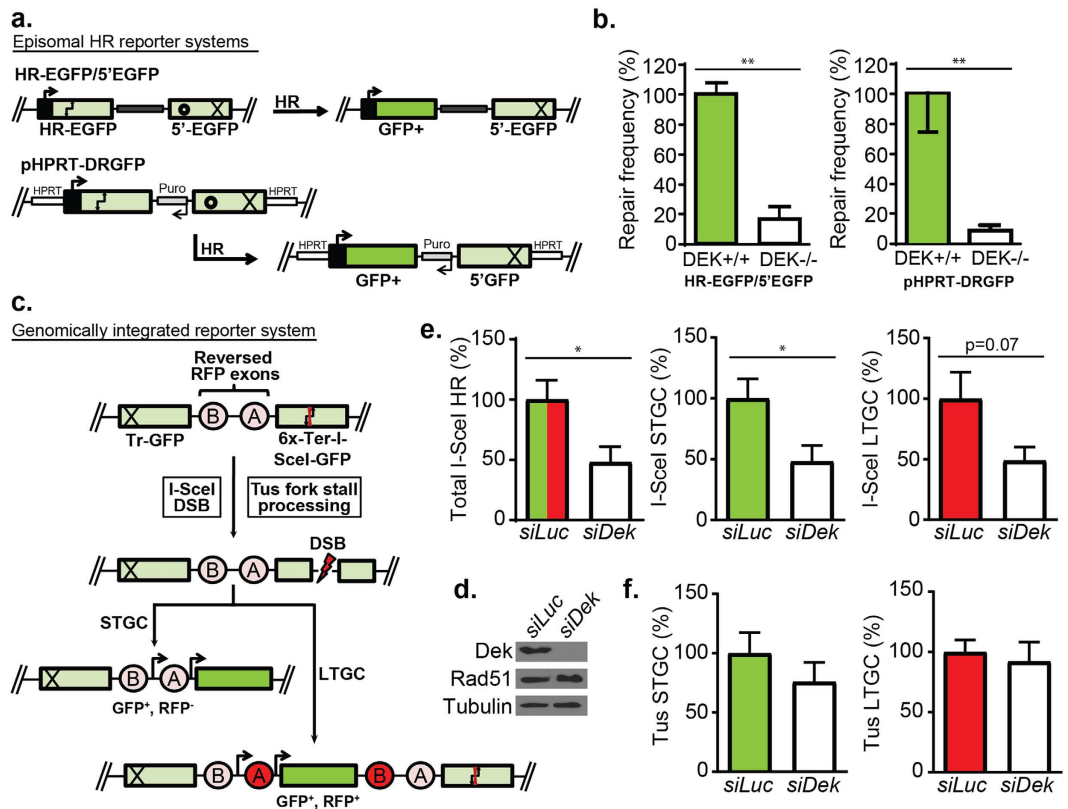 a.
Episomal HR reporter systems
HR-EGFP/5'EGFP
HR
HR-EGFP
5'-EGFP
GFP+
5'-EGFP
pHPRT-DRGFP
HPRT
Puro
HPRT
HR
HPRT
Puro
HPRT
GFP+
5'GFP
b.
Repair frequency (%)
120
100
80
60
40
20
0
**
DEK+/+ DEK-/-
HR-EGFP/5'EGFP
Repair frequency (%)
120
100
80
60
40
20
0
**
DEK+/+ DEK-/-
pHPRT-DRGFP
c.
Genomically integrated reporter system
Reversed
RFP exons
B A
Tr-GFP
6x-Ter-I-
SceI-GFP
I-SceI
DSB
Tus fork stall
processing
DSB
B A
STGC
LTGC
B A
GFP+, RFP-
B A B A
GFP+, RFP+
d.
siLuc siDek
Dek
Rad51
Tubulin
e.
Total I-SceI HR (%)
150
100
50
0
*
siLuc siDek
I-SceI STGC (%)
150
100
50
0
*
siLuc siDek
I-SceI LTGC (%)
150
100
50
0
p=0.07
siLuc siDek
f.
Tus STGC (%)
150
100
50
0
siLuc siDek
Tus LTGC (%)
150
100
50
0
siLuc siDek